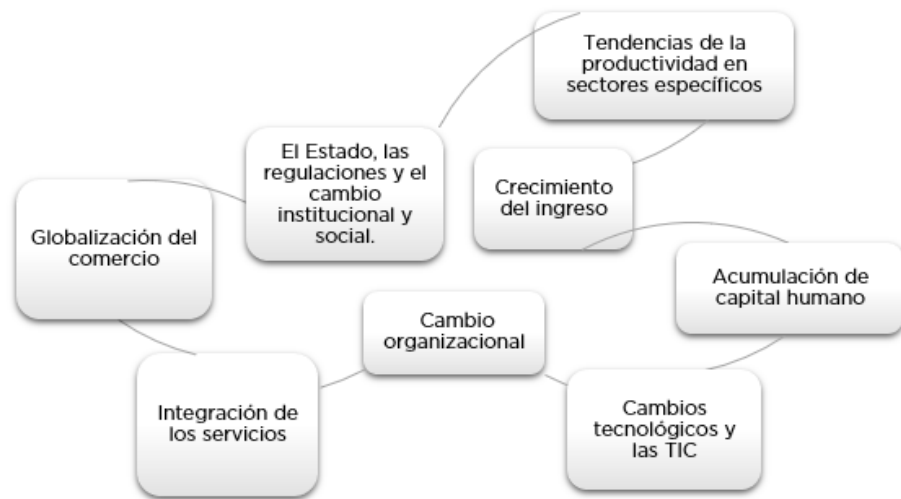 Tendencias de la
productividad en
sectores específicos
El Estado, las
regulaciones y el
cambio
institucional y
social.
Crecimiento
del ingreso
Globalización del
comercio
Acumulación de
capital humano
Cambio
organizacional
Integración de
los servicios
Cambios
tecnológicos y
las TIC